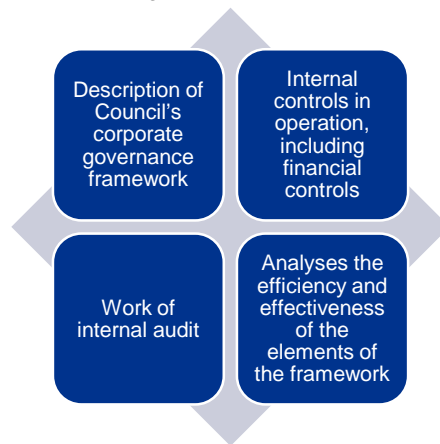 Description of
Council's
corporate
governance
framework
Internal
controls in
operation,
including
financial
controls
Work of
internal audit
Analyses the
efficiency and
effectiveness
of the
elements of
the framework